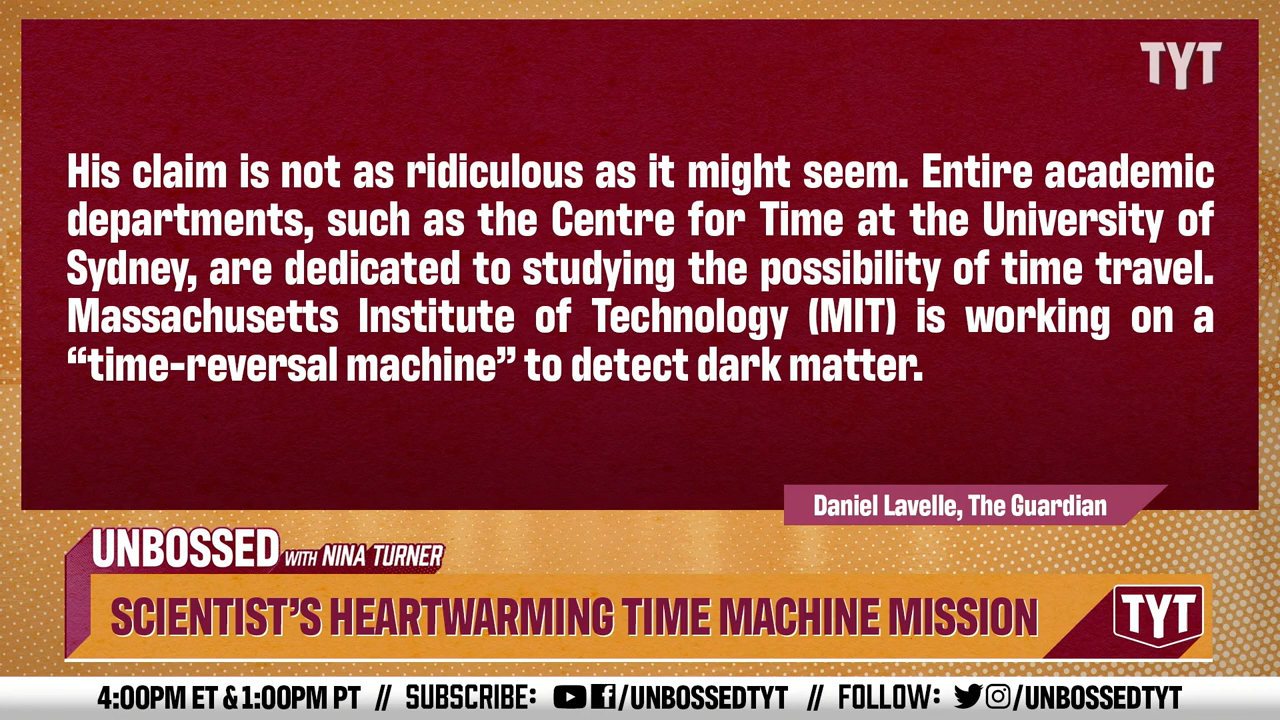 TYT
His claim is not as ridiculous as it might seem. Entire academic
departments, such as the Centre for Time at the University of
Sydney, are dedicated to studying the possibility of time travel.
Massachusetts Institute of Technology (MIT) is working on a
“time-reversal machine” to detect dark matter.
Daniel Lavelle, The Guardian
UNBOSSED WITH NINA TURNER
SCIENTIST’S HEARTWARMING TIME MACHINE MISSION
TYT
4:00PM ET & 1:00PM PT // SUBSCRIBE: /UNBOSSEDTYT // FOLLOW: /UNBOSSEDTYT